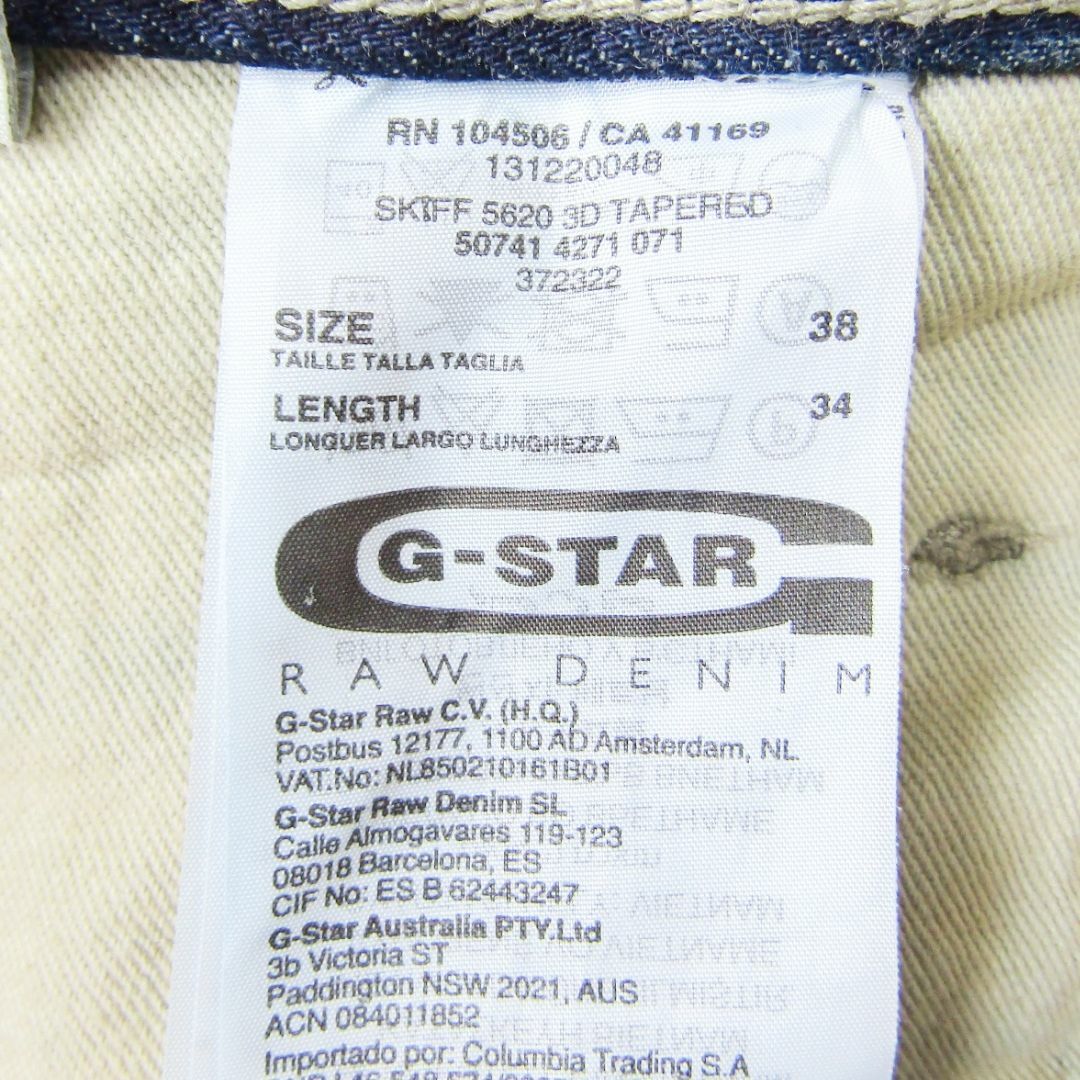 RN 104506 / CA 41169
131220048
SKIFF 5620 3D TAPERED
50741 4271 071
372322
SIZE 38
TAILLE TALLA TAGLIA
LENGTH 34
LONGUER LARGO LUNGHEZZA
G-STAR
RAW DENIM
G-Star Raw C.V. (H.Q.)
Postbus 12177, 1100 AD Amsterdam, NL
VAT.No: NL850210161B01
G-Star Raw Denim SL
Calle Almogavares 119-123
08018 Barcelona, ES
CIF No: ES B 62443247
G-Star Australia PTY.Ltd
3b Victoria ST
Paddington NSW 2021, AUS
ACN 084011852
Importado por: Columbia Trading S.A